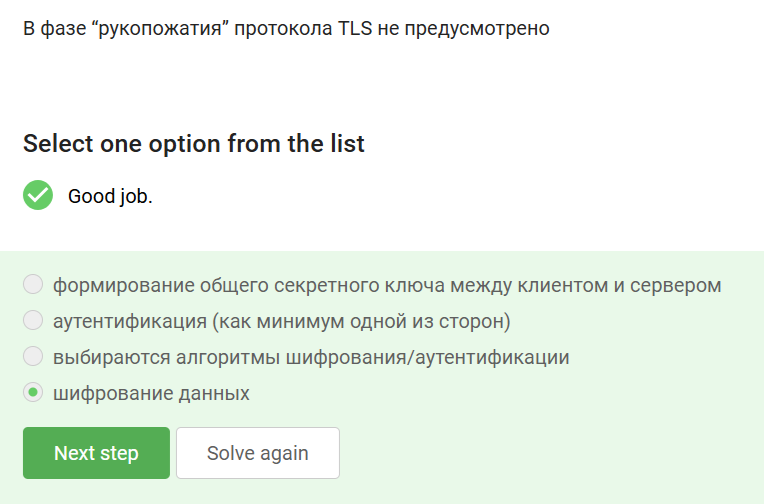 В фазе “рукопожатия” протокола TLS не предусмотрено
Select one option from the list
Good job.
формирование общего секретного ключа между клиентом и сервером
аутентификация (как минимум одной из сторон)
выбираются алгоритмы шифрования/аутентификации
шифрование данных
Next step
Solve again